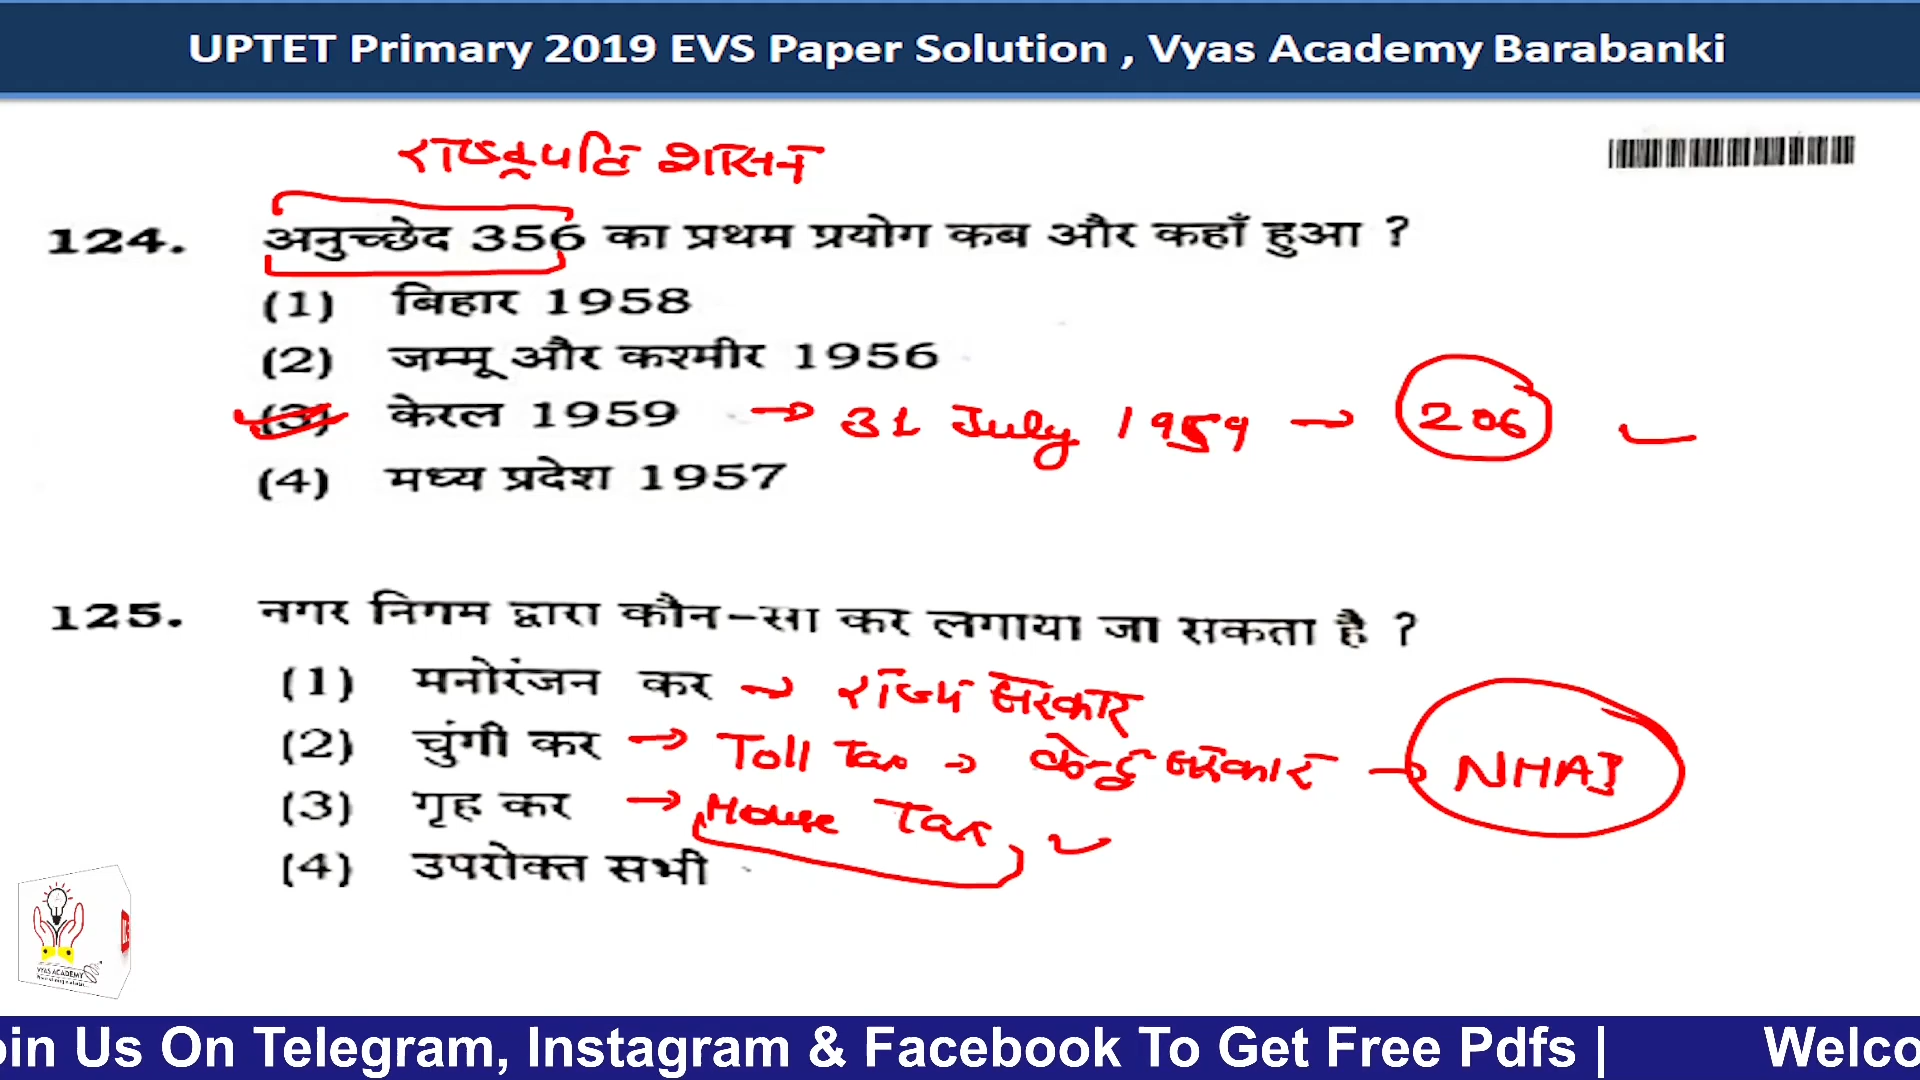 UPTET Primary 2019 EVS Paper Solution , Vyas Academy Barabanki
राष्ट्रपति शासन
124. अनुच्छेद 356 का प्रथम प्रयोग कब और कहाँ हुआ ?
(1) बिहार 1958
(2) जम्मू और कश्मीर 1956
(3) केरल 1959 → 31 July 1959 → 206
(4) मध्य प्रदेश 1957
125. नगर निगम द्वारा कौन-सा कर लगाया जा सकता है ?
(1) मनोरंजन कर → राज्य सरकार
(2) चुंगी कर → Toll Tax → केन्द्र सरकार → NHAI
(3) गृह कर → House Tax
(4) उपरोक्त सभी
VYAS ACADEMY
oin Us On Telegram, Instagram & Facebook To Get Free Pdfs | Welco